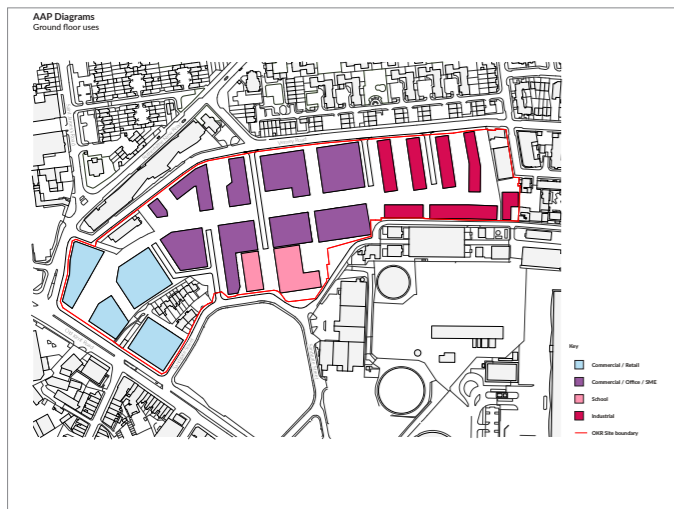 AAP Diagrams
Ground floor uses
Key
Commercial / Retail
Commercial / Office / SME
School
Industrial
OKR Site boundary